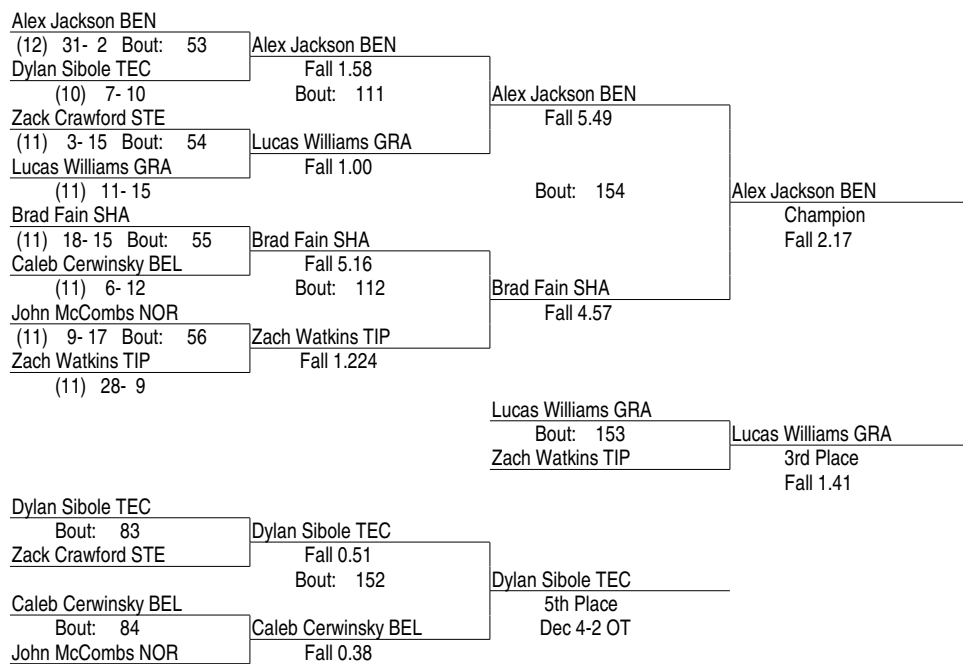 Alex Jackson BEN
(12) 31- 2 Bout: 53
Dylan Sibole TEC
(10) 7- 10
Zack Crawford STE
(11) 3- 15 Bout: 54
Lucas Williams GRA
(11) 11- 15
Brad Fain SHA
(11) 18- 15 Bout: 55
Caleb Cerwinsky BEL
(11) 6- 12
John McCombs NOR
(11) 9- 17 Bout: 56
Zach Watkins TIP
(11) 28- 9
Alex Jackson BEN
Fall 1.58
Bout: 111
Lucas Williams GRA
Fall 1.00
Brad Fain SHA
Fall 5.16
Bout: 112
Zach Watkins TIP
Fall 1.224
Alex Jackson BEN
Fall 5.49
Bout: 154
Brad Fain SHA
Fall 4.57
Alex Jackson BEN
Champion
Fall 2.17
Lucas Williams GRA
Bout: 153
Zach Watkins TIP
Lucas Williams GRA
3rd Place
Fall 1.41
Dylan Sibole TEC
Bout: 83
Zack Crawford STE
Caleb Cerwinsky BEL
Bout: 84
John McCombs NOR
Dylan Sibole TEC
Fall 0.51
Bout: 152
Caleb Cerwinsky BEL
Fall 0.38
Dylan Sibole TEC
5th Place
Dec 4-2 OT